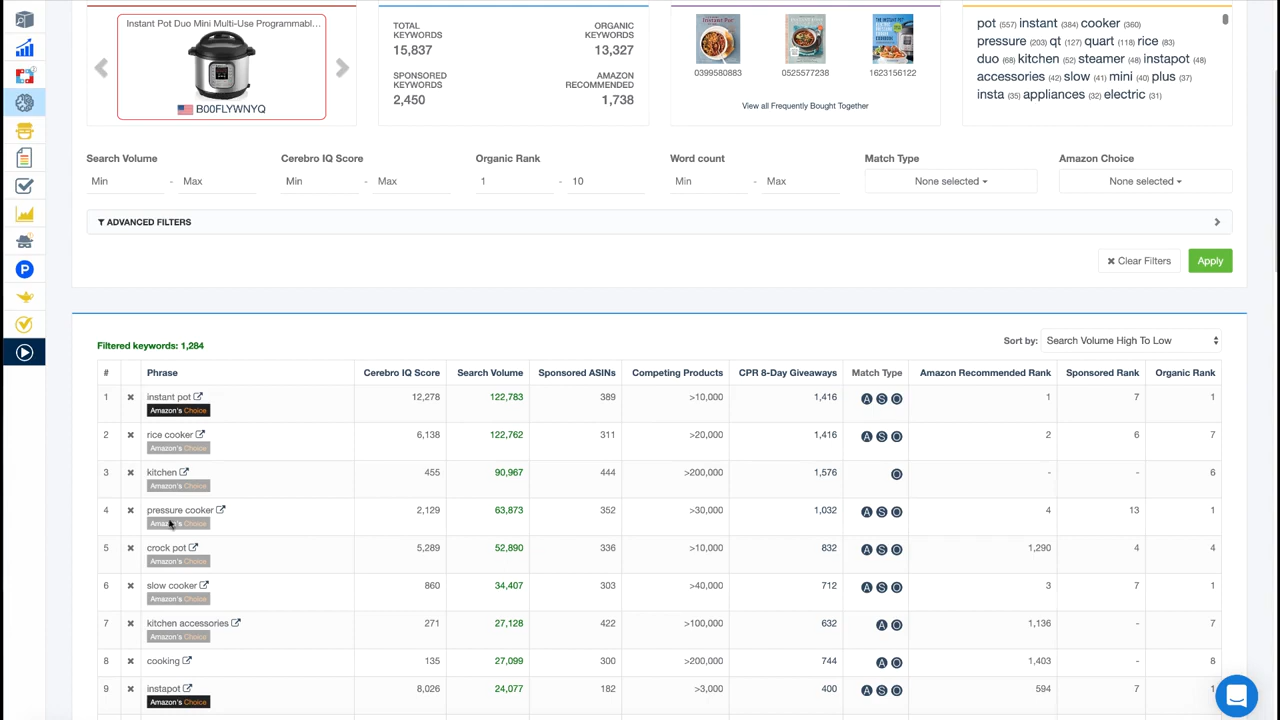 Instant Pot Duo Mini Multi-Use Programmabl...
B00FLYWNYQ
TOTAL KEYWORDS
15,837
ORGANIC KEYWORDS
13,327
SPONSORED KEYWORDS
2,450
AMAZON RECOMMENDED
1,738
Instant Pot
0399580883 0525577238 1623156122
View all Frequently Bought Together
pot (557) instant (384) cooker (360)
pressure (203) qt (127) quart (118) rice (83)
duo (68) kitchen (52) steamer (48) instapot (48)
accessories (42) slow (41) mini (40) plus (37)
insta (35) appliances (32) electric (31)
Search Volume Cerebro IQ Score Organic Rank Word count Match Type Amazon Choice
Min - Max Min - Max 1 - 10 Min - Max None selected None selected
ADVANCED FILTERS
✖ Clear Filters Apply
Filtered keywords: 1,284
Sort by: Search Volume High To Low
# Phrase Cerebro IQ Score Search Volume Sponsored ASINs Competing Products CPR 8-Day Giveaways Match Type Amazon Recommended Rank Sponsored Rank Organic Rank
1 ✖ instant pot 12,278 122,783 389 >10,000 1,416 A S O 1 7 1
Amazon's Choice
2 ✖ rice cooker 6,138 122,762 311 >20,000 1,416 A S O 2 6 7
Amazon's Choice
3 ✖ kitchen 455 90,967 444 >200,000 1,576 O - - 6
Amazon's Choice
4 ✖ pressure cooker 2,129 63,873 352 >30,000 1,032 A S O 4 13 1
Amazon's Choice
5 ✖ crock pot 5,289 52,890 336 >10,000 832 A S O 1,290 4 4
Amazon's Choice
6 ✖ slow cooker 860 34,407 303 >40,000 712 A S O 3 7 1
Amazon's Choice
7 ✖ kitchen accessories 271 27,128 422 >100,000 632 A O 1,136 - 7
Amazon's Choice
8 ✖ cooking 135 27,099 300 >200,000 744 A O 1,403 - 8
9 ✖ instapot 8,026 24,077 182 >3,000 400 A S O 594 7 1
Amazon's Choice